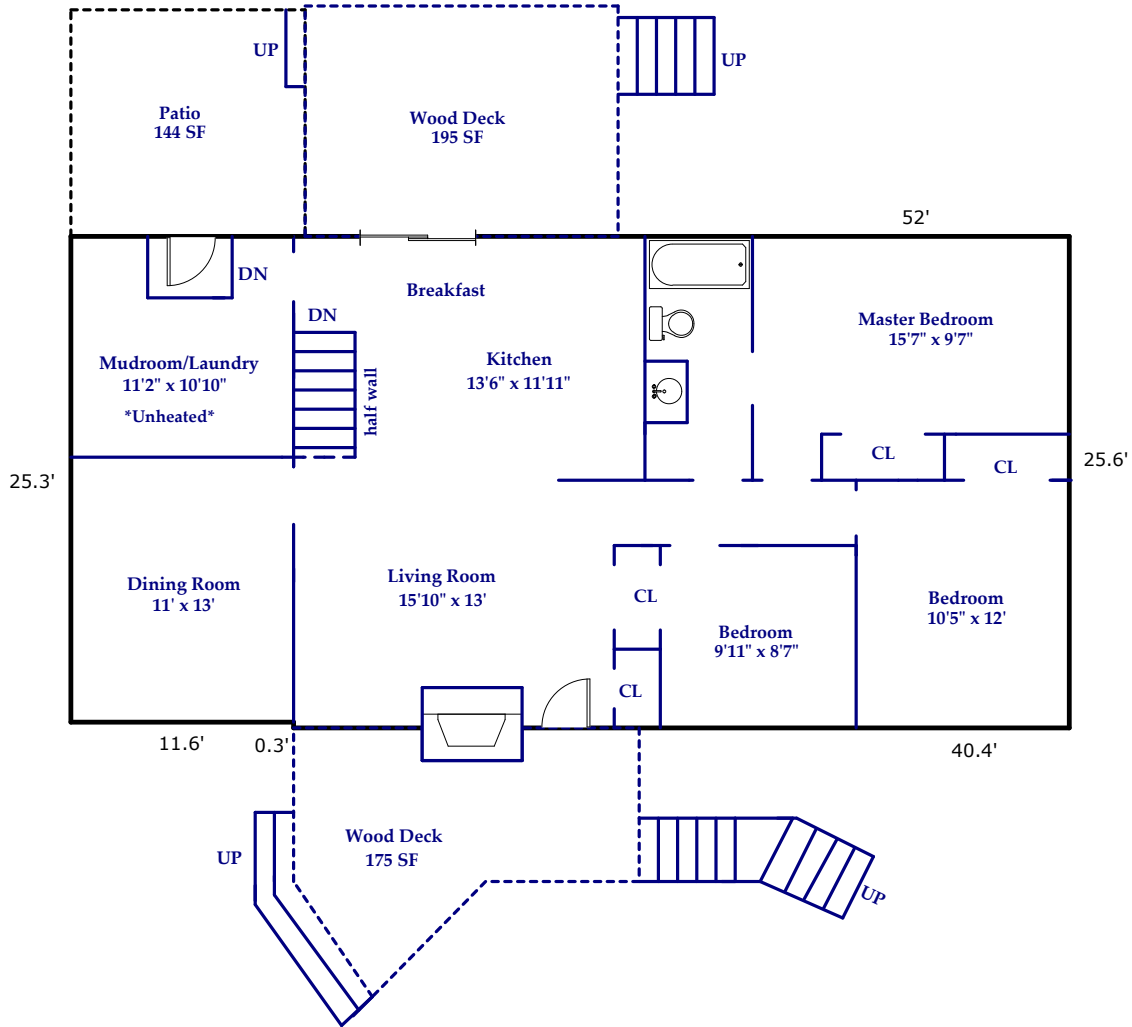 UP
UP
Patio
144 SF
Wood Deck
195 SF
52'
DN
Breakfast
DN
Master Bedroom
15'7" x 9'7"
Mudroom/Laundry
11'2" x 10'10"
*Unheated*
Kitchen
13'6" x 11'11"
half wall
CL
CL
25.3'
25.6'
Dining Room
11' x 13'
Living Room
15'10" x 13'
CL
Bedroom
9'11" x 8'7"
Bedroom
10'5" x 12'
CL
11.6'
0.3'
40.4'
Wood Deck
175 SF
UP
UP